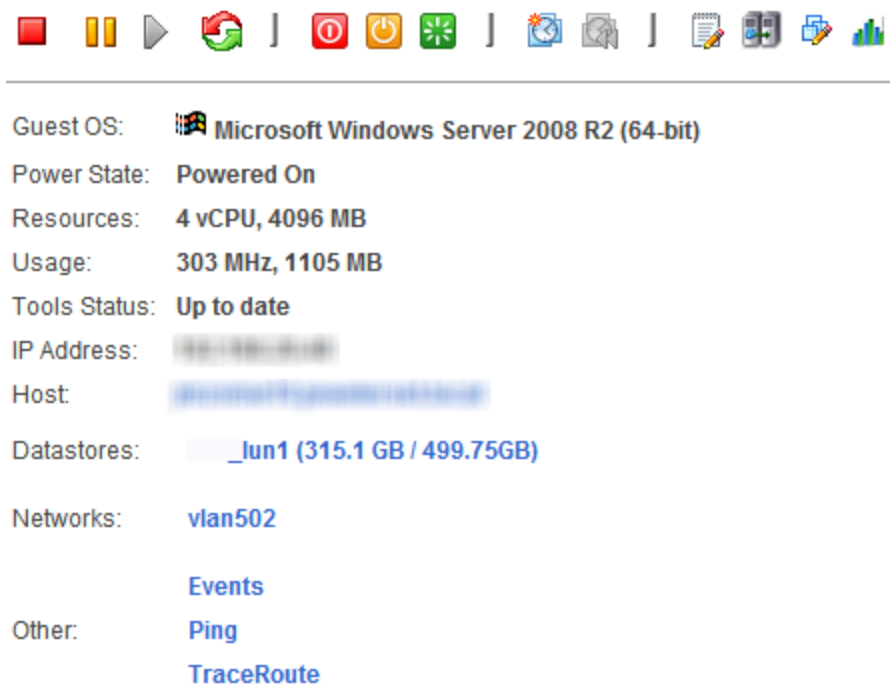 Guest OS: Microsoft Windows Server 2008 R2 (64-bit)
Power State: Powered On
Resources: 4 vCPU, 4096 MB
Usage: 303 MHz, 1105 MB
Tools Status: Up to date
IP Address:
Host:
Datastores: _lun1 (315.1 GB / 499.75GB)
Networks: vlan502
Events
Other: Ping
TraceRoute